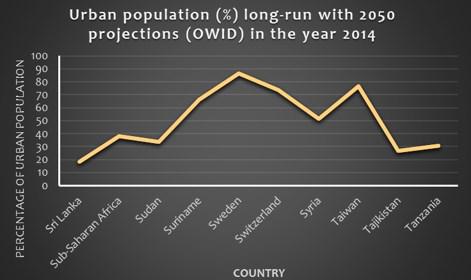 Urban population (%) long-run with 2050
projections (OWID) in the year 2014
PERCENTAGE OF URBAN POPULATION
100
90
80
70
60
50
40
30
20
10
0
Sri Lanka
Sub-Saharan Africa
Sudan
Suriname
Sweden
Switzerland
Syria
Taiwan
Tajikistan
Tanzania
COUNTRY